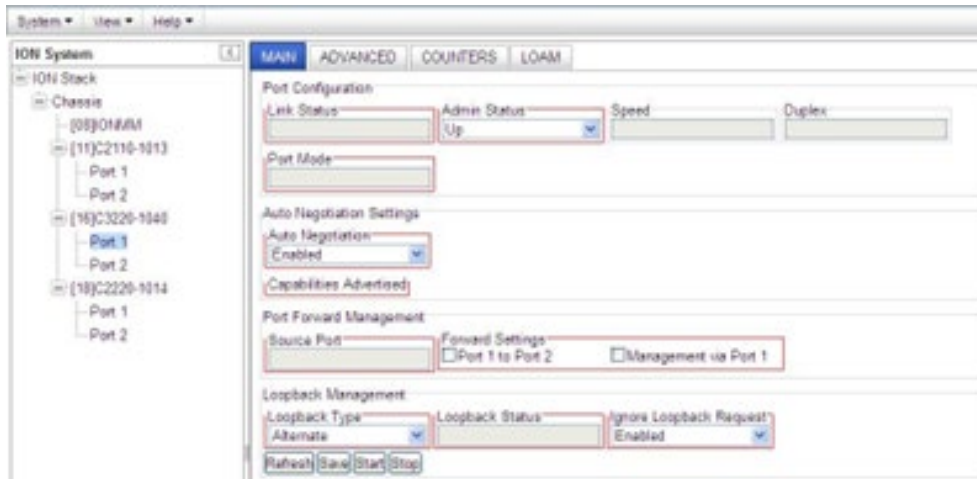 System View Help
ION System
ION Stack
Chassis
[08]IONMM
[11]C2110-1013
Port 1
Port 2
[16]C3220-1040
Port 1
Port 2
[18]C2220-1014
Port 1
Port 2
MAIN ADVANCED COUNTERS LOAM
Port Configuration
Link Status Admin Status Speed Duplex
Up
Port Mode
Auto Negotiation Settings
Auto Negotiation
Enabled
Capabilities Advertised
Port Forward Management
Source Port Forward Settings
Port 1 to Port 2 Management via Port 1
Loopback Management
Loopback Type Loopback Status Ignore Loopback Request
Alternate Enabled
Refresh Save Start Stop